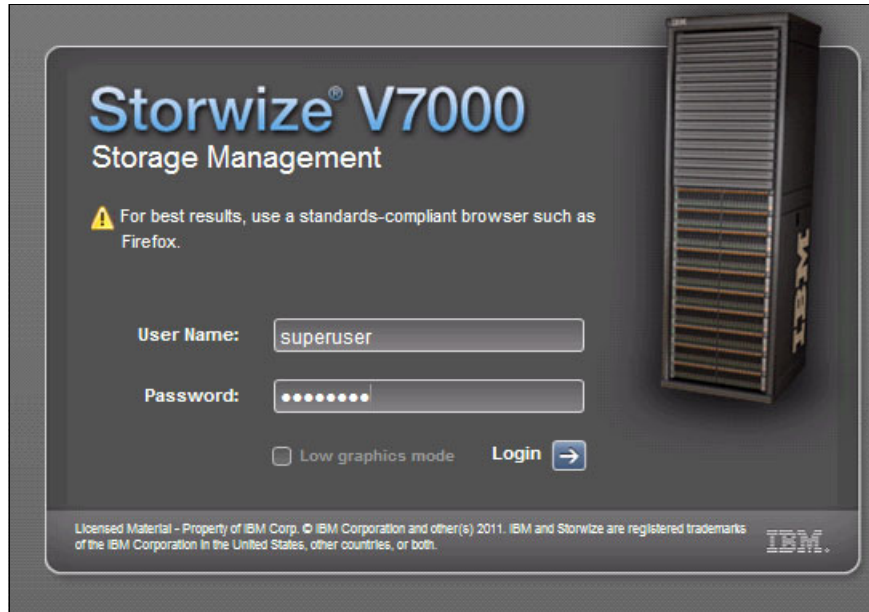 Storwize® V7000
Storage Management
For best results, use a standards-compliant browser such as
Firefox.
User Name:
superuser
Password:
••••••••
Low graphics mode
Login
Licensed Material - Property of IBM Corp. © IBM Corporation and other(s) 2011. IBM and Storwize are registered trademarks
of the IBM Corporation in the United States, other countries, or both.
IBM.
IBM
IBM